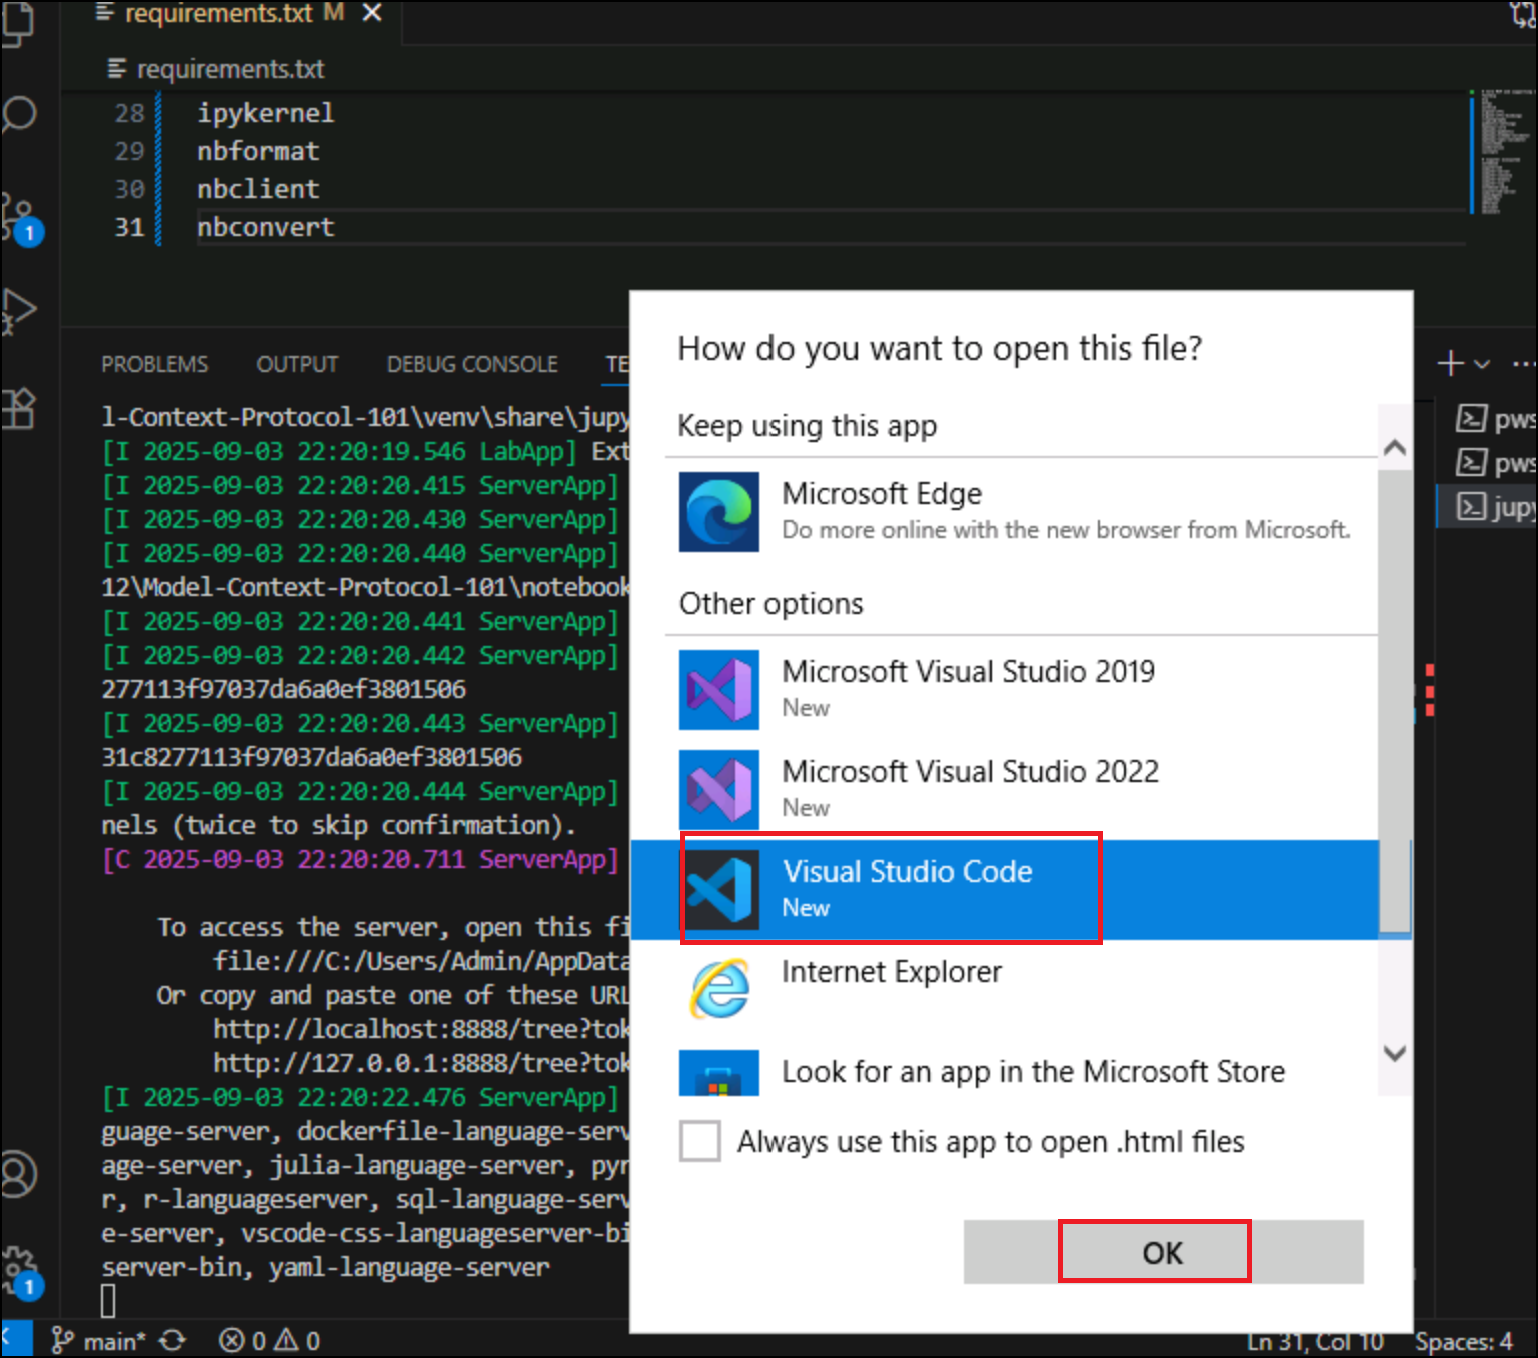 requirements.txt M
requirements.txt
28 ipykernel
29 nbformat
30 nbclient
31 nbconvert
1
PROBLEMS OUTPUT DEBUG CONSOLE TE
l-Context-Protocol-101\venv\share\jupy
[I 2025-09-03 22:20:19.546 LabApp] Ext
[I 2025-09-03 22:20:20.415 ServerApp]
[I 2025-09-03 22:20:20.430 ServerApp]
[I 2025-09-03 22:20:20.440 ServerApp]
12\Model-Context-Protocol-101\notebook
[I 2025-09-03 22:20:20.441 ServerApp]
[I 2025-09-03 22:20:20.442 ServerApp]
277113f97037da6a0ef3801506
[I 2025-09-03 22:20:20.443 ServerApp]
31c8277113f97037da6a0ef3801506
[I 2025-09-03 22:20:20.444 ServerApp]
nels (twice to skip confirmation).
[C 2025-09-03 22:20:20.711 ServerApp]
To access the server, open this fi
file:///C:/Users/Admin/AppData
Or copy and paste one of these URL
http://localhost:8888/tree?tok
http://127.0.0.1:8888/tree?tok
[I 2025-09-03 22:20:22.476 ServerApp]
guage-server, dockerfile-language-serv
age-server, julia-language-server, pyr
r, r-languageserver, sql-language-serv
e-server, vscode-css-languageserver-bi
server-bin, yaml-language-server
pws
pws
jupy
How do you want to open this file?
Keep using this app
Microsoft Edge
Do more online with the new browser from Microsoft.
Other options
Microsoft Visual Studio 2019
New
Microsoft Visual Studio 2022
New
Visual Studio Code
New
Internet Explorer
Look for an app in the Microsoft Store
Always use this app to open .html files
OK
1
main* 0 0
Ln 31, Col 10 Spaces: 4